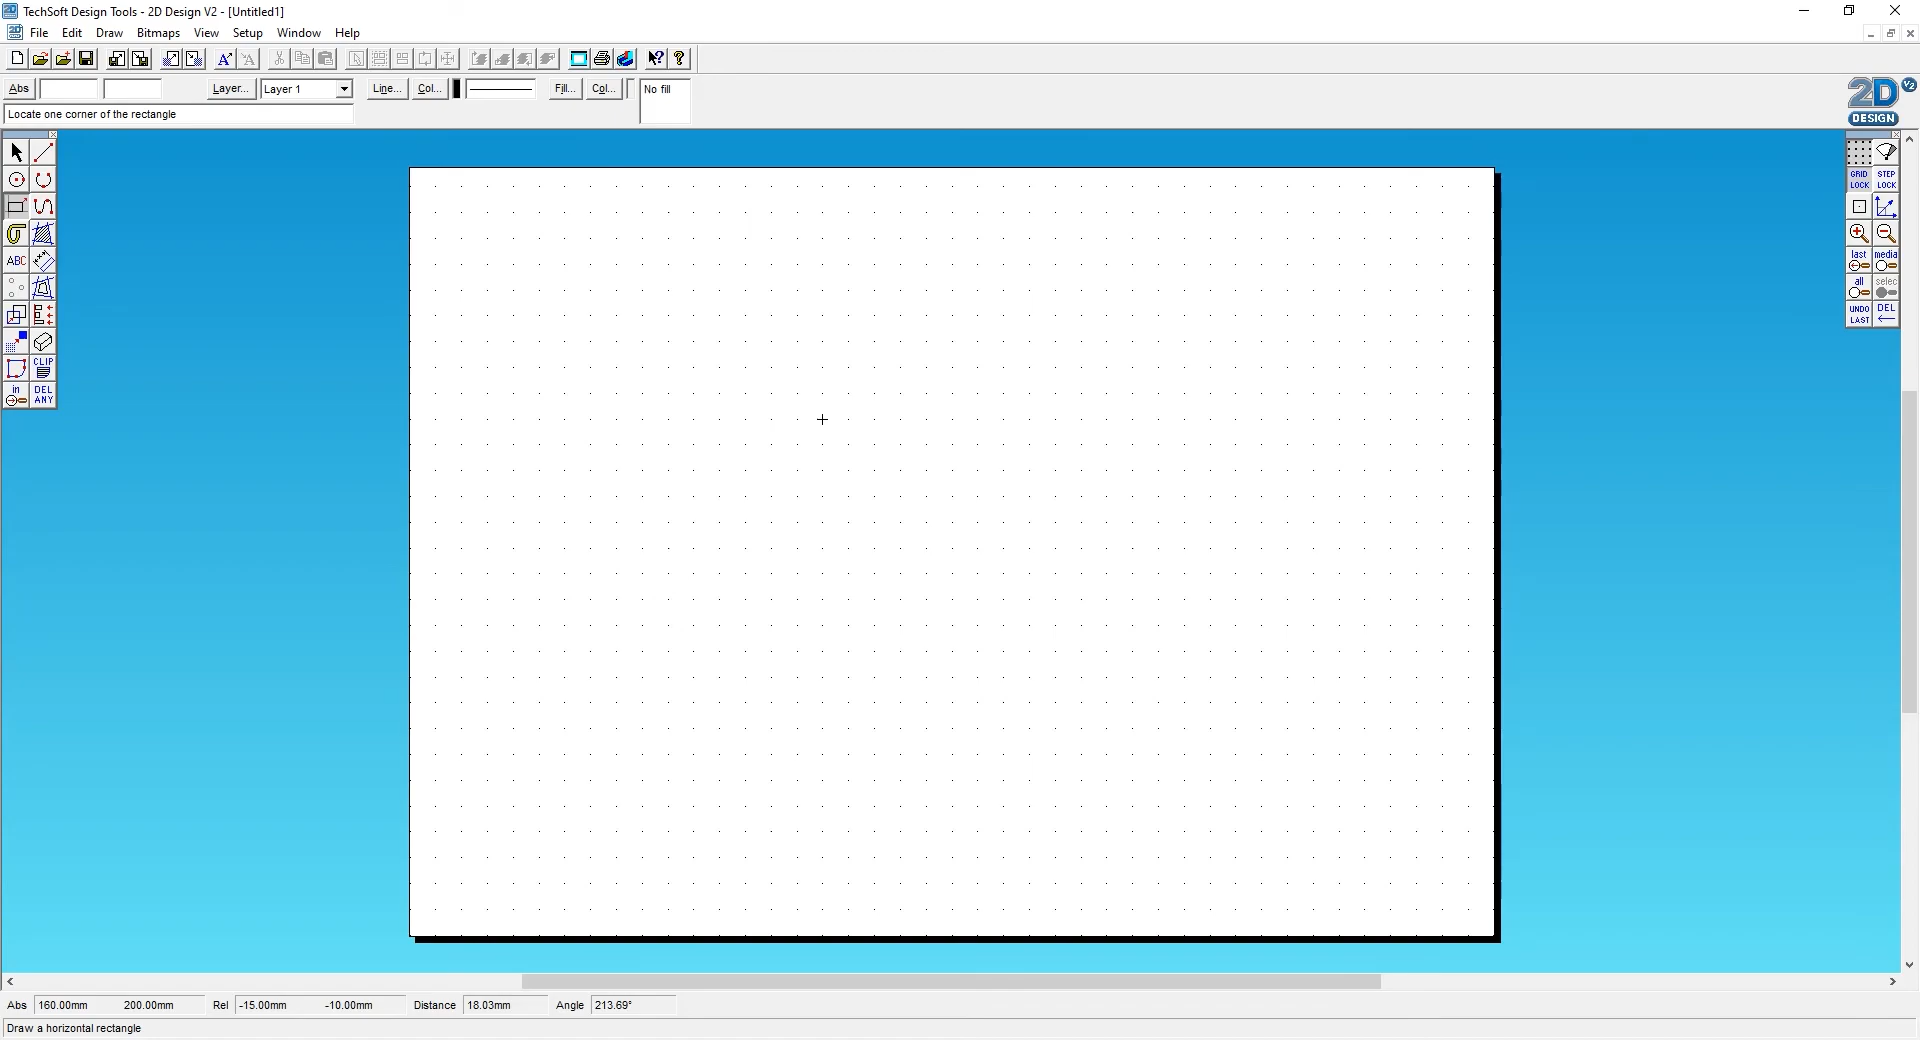 TechSoft Design Tools - 2D Design V2 - [Untitled1]
File Edit Draw Bitmaps View Setup Window Help
Abs Layer... Layer 1 Line... Col... Fill... Col... No fill
Locate one corner of the rectangle
2D V2
DESIGN
GRID LOCK STEP LOCK
ABC
last media
all selec
UNDO LAST DEL
CLIP
in DEL ANY
Abs 160.00mm 200.00mm Rel -15.00mm -10.00mm Distance 18.03mm Angle 213.69°
Draw a horizontal rectangle